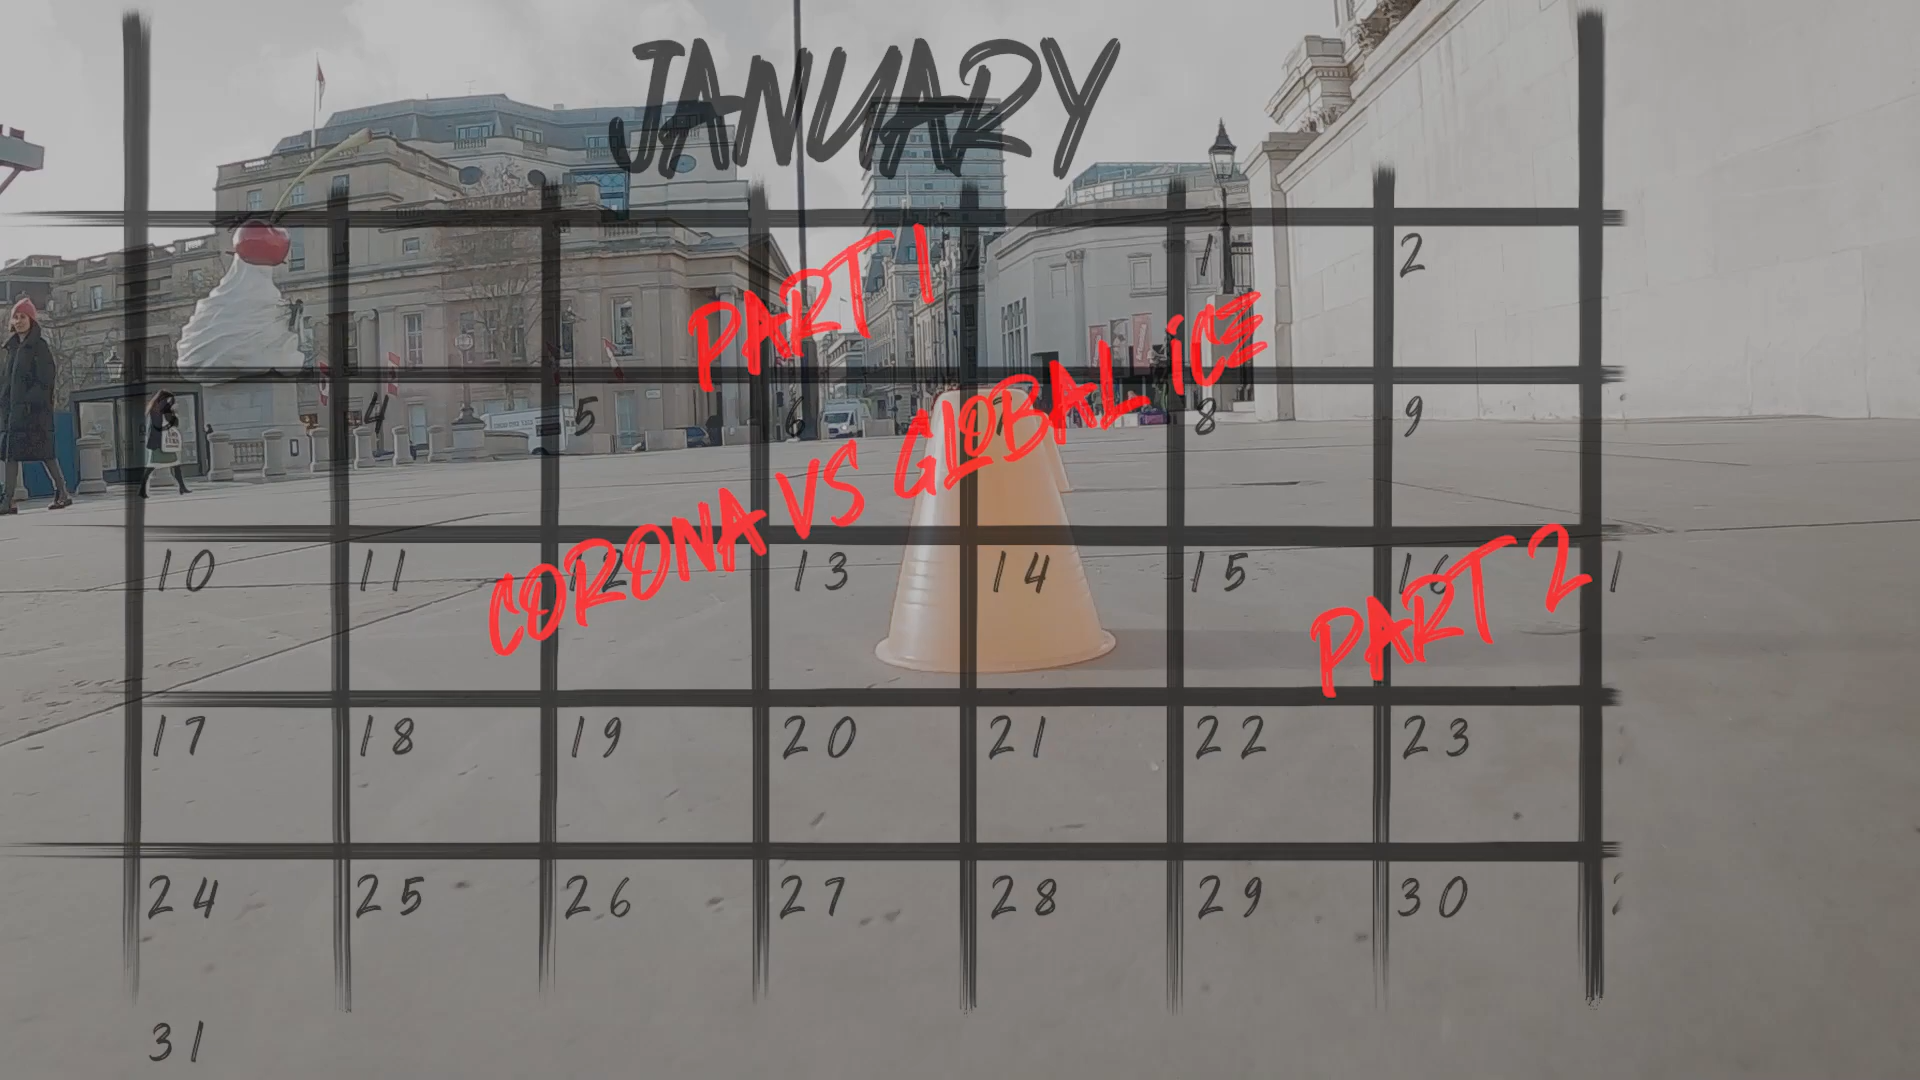 JANUARY
PART 1
1 2
CORONA VS GLOBAL ICE
4 5 6 8 9
10 11 12 13 14 15 16
PART 2
17 18 19 20 21 22 23
24 25 26 27 28 29 30
31